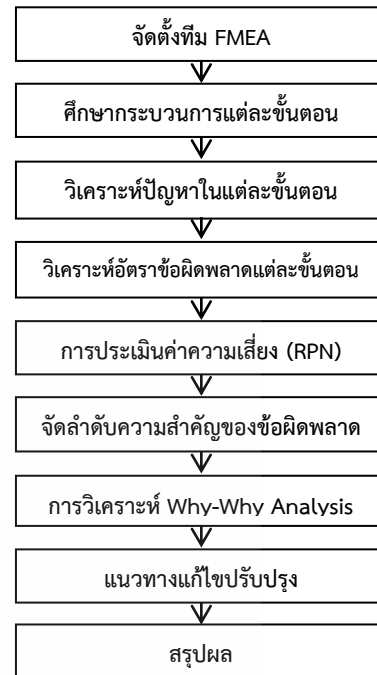 จัดตั้งทีม FMEA
ศึกษากระบวนการแต่ละขั้นตอน
วิเคราะห์ปัญหาในแต่ละขั้นตอน
วิเคราะห์อัตราข้อผิดพลาดแต่ละขั้นตอน
การประเมินค่าความเสี่ยง (RPN)
จัดลำดับความสำคัญของข้อผิดพลาด
การวิเคราะห์ Why-Why Analysis
แนวทางแก้ไขปรับปรุง
สรุปผล